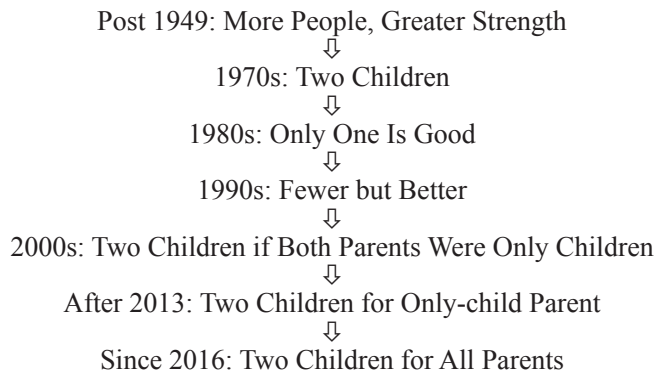 Post 1949: More People, Greater Strength
⇩
1970s: Two Children
⇩
1980s: Only One Is Good
⇩
1990s: Fewer but Better
⇩
2000s: Two Children if Both Parents Were Only Children
⇩
After 2013: Two Children for Only-child Parent
⇩
Since 2016: Two Children for All Parents